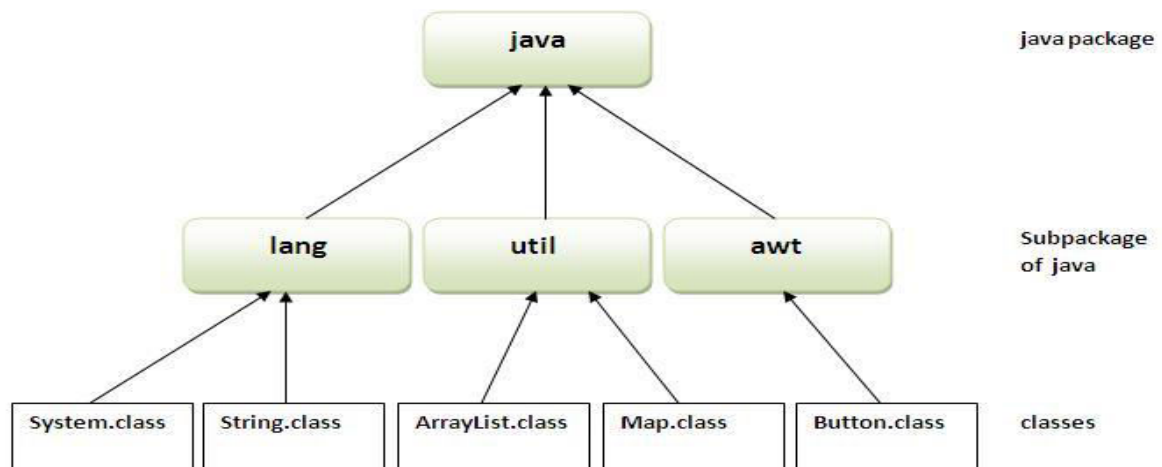 java
java package
lang
util
awt
Subpackage
of java
System.class
String.class
ArrayList.class
Map.class
Button.class
classes